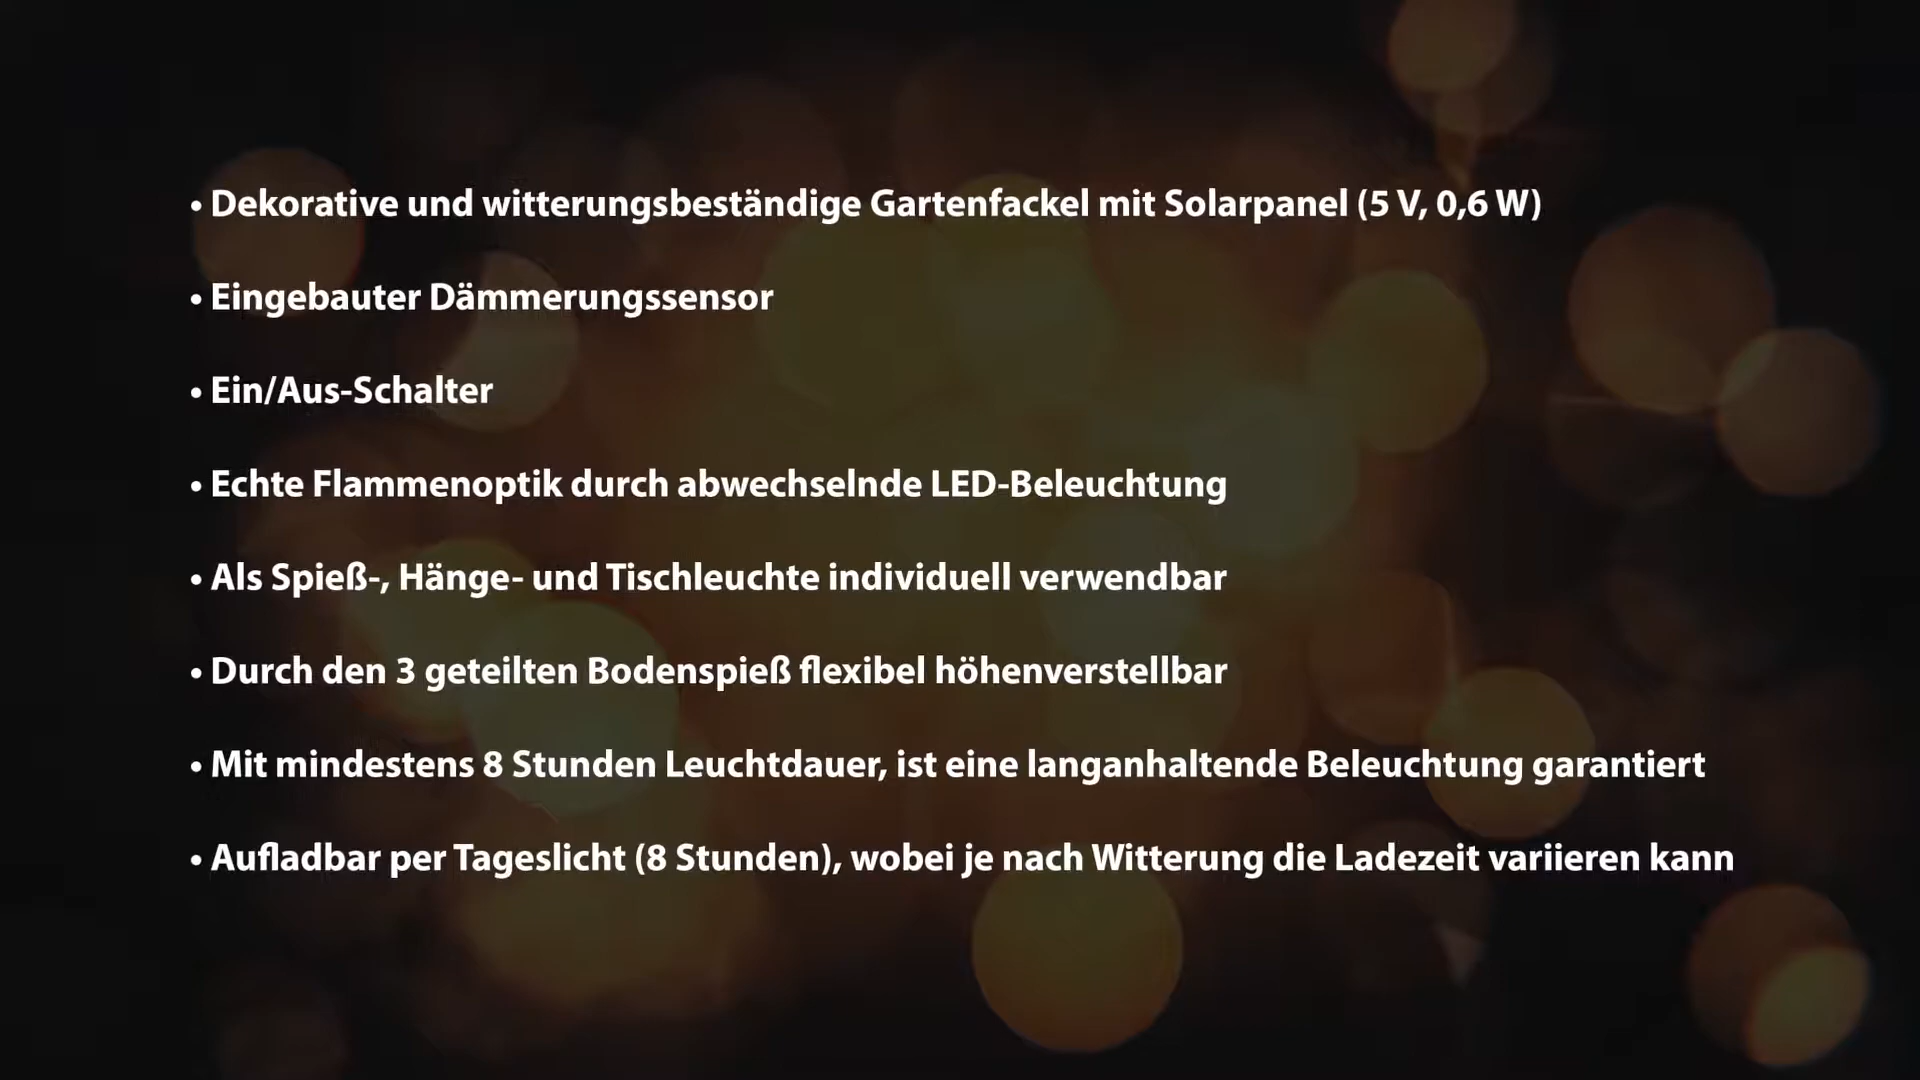 • Dekorative und witterungsbeständige Gartenfackel mit Solarpanel (5 V, 0,6 W)
• Eingebauter Dämmerungssensor
• Ein/Aus-Schalter
• Echte Flammenoptik durch abwechselnde LED-Beleuchtung
• Als Spieß-, Hänge- und Tischleuchte individuell verwendbar
• Durch den 3 geteilten Bodenspieß flexibel höhenverstellbar
• Mit mindestens 8 Stunden Leuchtdauer, ist eine langanhaltende Beleuchtung garantiert
• Aufladbar per Tageslicht (8 Stunden), wobei je nach Witterung die Ladezeit variieren kann